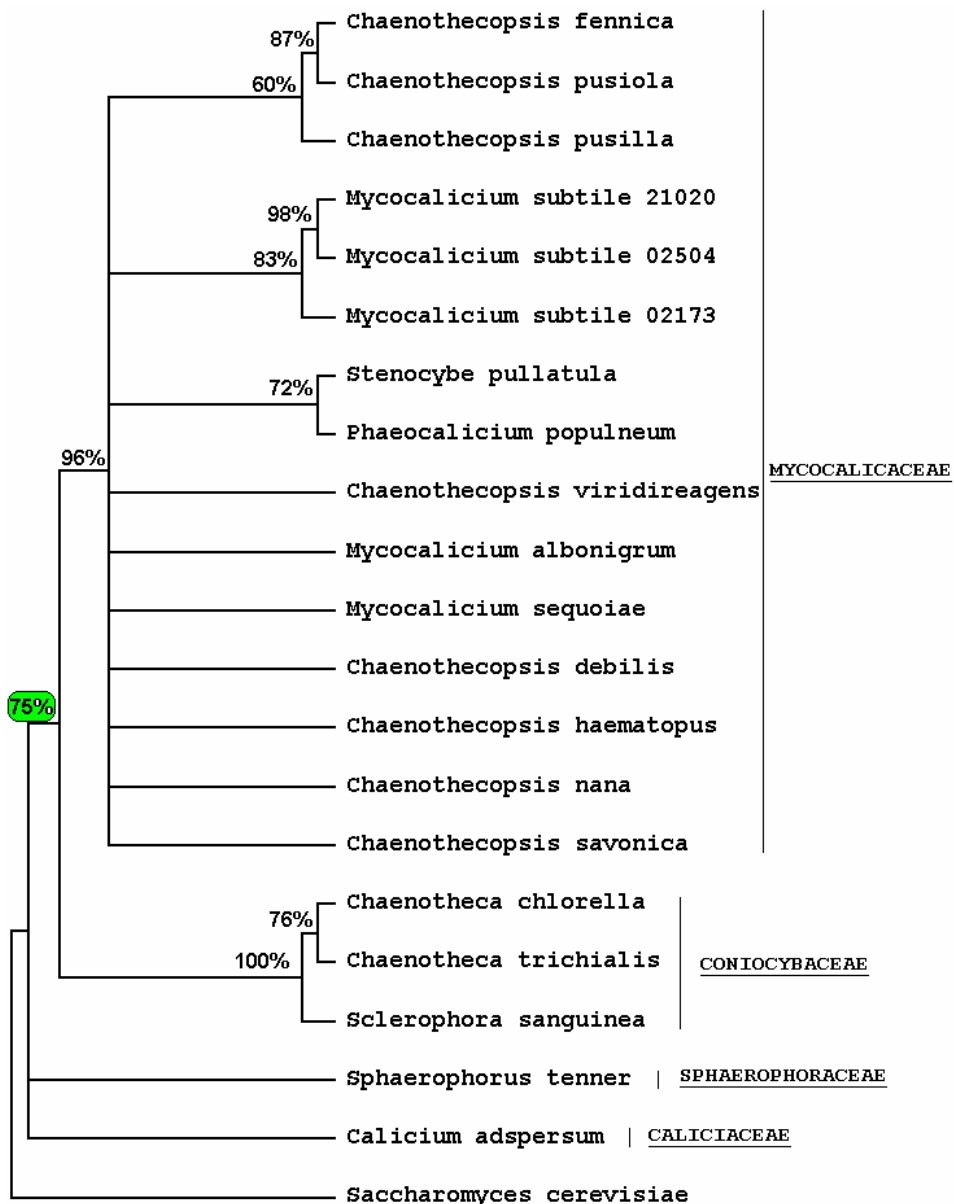 87%
Chaenothecopsis fennica
60%
Chaenothecopsis pusiola
Chaenothecopsis pusilla
98%
Mycocalicium subtile 21020
83%
Mycocalicium subtile 02504
Mycocalicium subtile 02173
72%
Stenocybe pullatula
Phaeocalicium populneum
96%
MYCOCALICACEAE
Chaenothecopsis viridireagens
Mycocalicium albonigrum
Mycocalicium sequoiae
Chaenothecopsis debilis
75%
Chaenothecopsis haematopus
Chaenothecopsis nana
Chaenothecopsis savonica
76%
Chaenotheca chlorella
100%
Chaenotheca trichialis
CONIOCYBACEAE
Sclerophora sanguinea
Sphaerophorus tenner
SPHAEROPHORACEAE
Calicium adspersum
CALICIACEAE
Saccharomyces cerevisiae